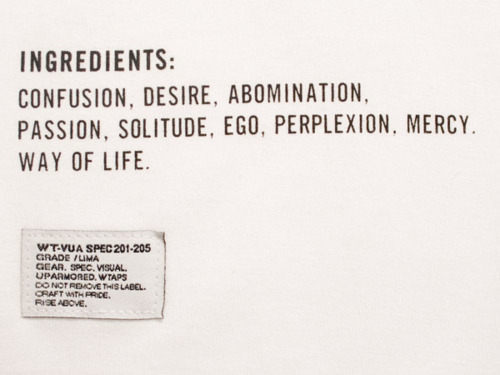 INGREDIENTS:
CONFUSION, DESIRE, ABOMINATION,
PASSION, SOLITUDE, EGO, PERPLEXION, MERCY.
WAY OF LIFE.
WT-VUA SPEC 201-205
GRADE / LIMA
GEAR. SPEC. VISUAL.
UPARMORED. WTAPS
DO NOT REMOVE THIS LABEL.
CRAFT WITH PRIDE.
RISE ABOVE.